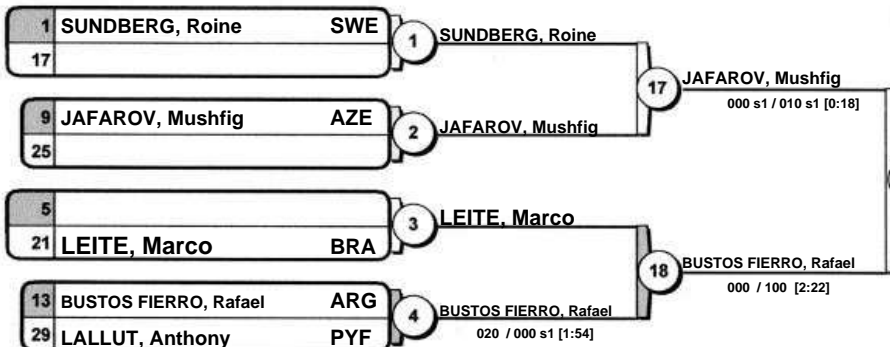 1 SUNDBERG, Roine SWE
17
1 SUNDBERG, Roine
9 JAFAROV, Mushfig AZE
25
2 JAFAROV, Mushfig
17 JAFAROV, Mushfig
000 s1 / 010 s1 [0:18]
5
21 LEITE, Marco BRA
3 LEITE, Marco
13 BUSTOS FIERRO, Rafael ARG
29 LALLUT, Anthony PYF
4 BUSTOS FIERRO, Rafael
020 / 000 s1 [1:54]
18 BUSTOS FIERRO, Rafael
000 / 100 [2:22]